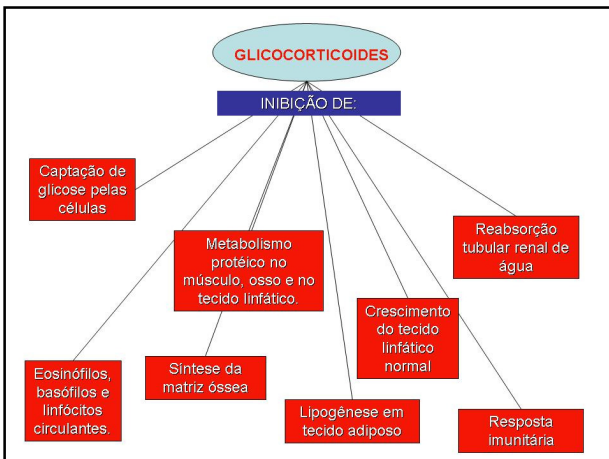 GLICOCORTICOIDES
INIBIÇÃO DE:
Captação de
glicose pelas
células
Metabolismo
protéico no
músculo, osso e no
tecido linfático.
Reabsorção
tubular renal de
água
Eosinófilos,
basófilos e
linfócitos
circulantes.
Síntese da
matriz óssea
Lipogênese em
tecido adiposo
Crescimento
do tecido
linfático
normal
Resposta
imunitária